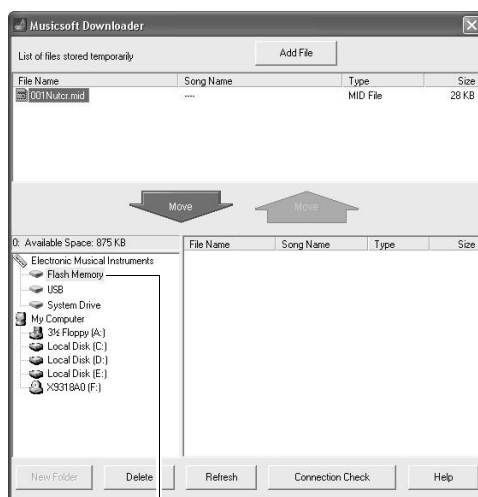 Musicsoft Downloader
List of files stored temporarily
Add File
File Name Song Name Type Size
001Nutcr.mid ---- MID File 28 KB
Move Move
0: Available Space: 875 KB
File Name Song Name Type Size
Electronic Musical Instruments
Flash Memory
USB
System Drive
My Computer
3½ Floppy (A:)
Local Disk (C:)
Local Disk (D:)
Local Disk (E:)
X9318A0 (F:)
New Folder Delete Refresh Connection Check Help